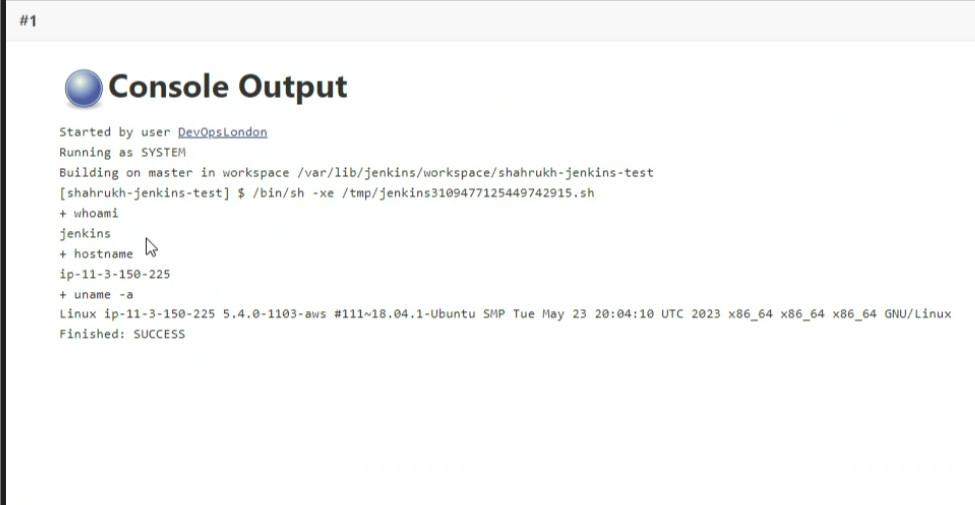 #1
Console Output
Started by user DevOpsLondon
Running as SYSTEM
Building on master in workspace /var/lib/jenkins/workspace/shahrukh-jenkins-test
[shahrukh-jenkins-test] $ /bin/sh -xe /tmp/jenkins3109477125449742915.sh
+ whoami
jenkins
+ hostname
ip-11-3-150-225
+ uname -a
Linux ip-11-3-150-225 5.4.0-1103-aws #111~18.04.1-Ubuntu SMP Tue May 23 20:04:10 UTC 2023 x86_64 x86_64 x86_64 GNU/Linux
Finished: SUCCESS